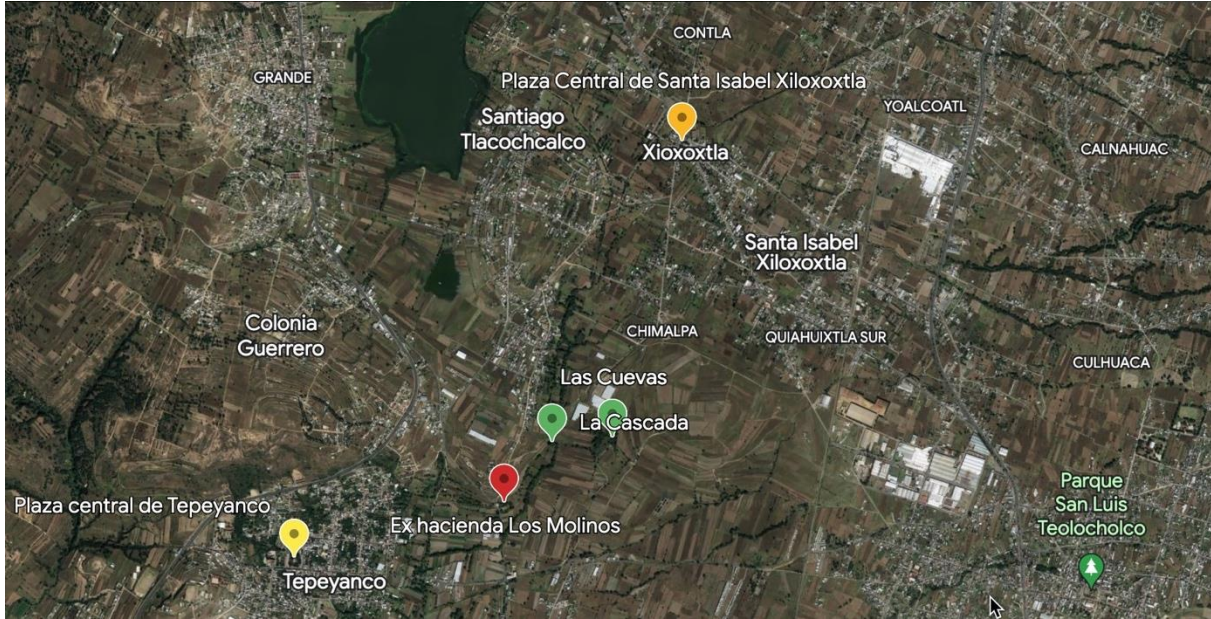 CONTLA
GRANDE
Plaza Central de Santa Isabel Xiloxoxtla
YOALCOATL
Santiago
Tlacochcalco
Xioxoxtla
CALNAHUAC
Santa Isabel
Xiloxoxtla
Colonia
Guerrero
CHIMALPA
QUIAHUIXTLA SUR
CULHUACA
Las Cuevas
La Cascada
Parque
San Luis
Teolocholco
Plaza central de Tepeyanco
Ex hacienda Los Molinos
Tepeyanco